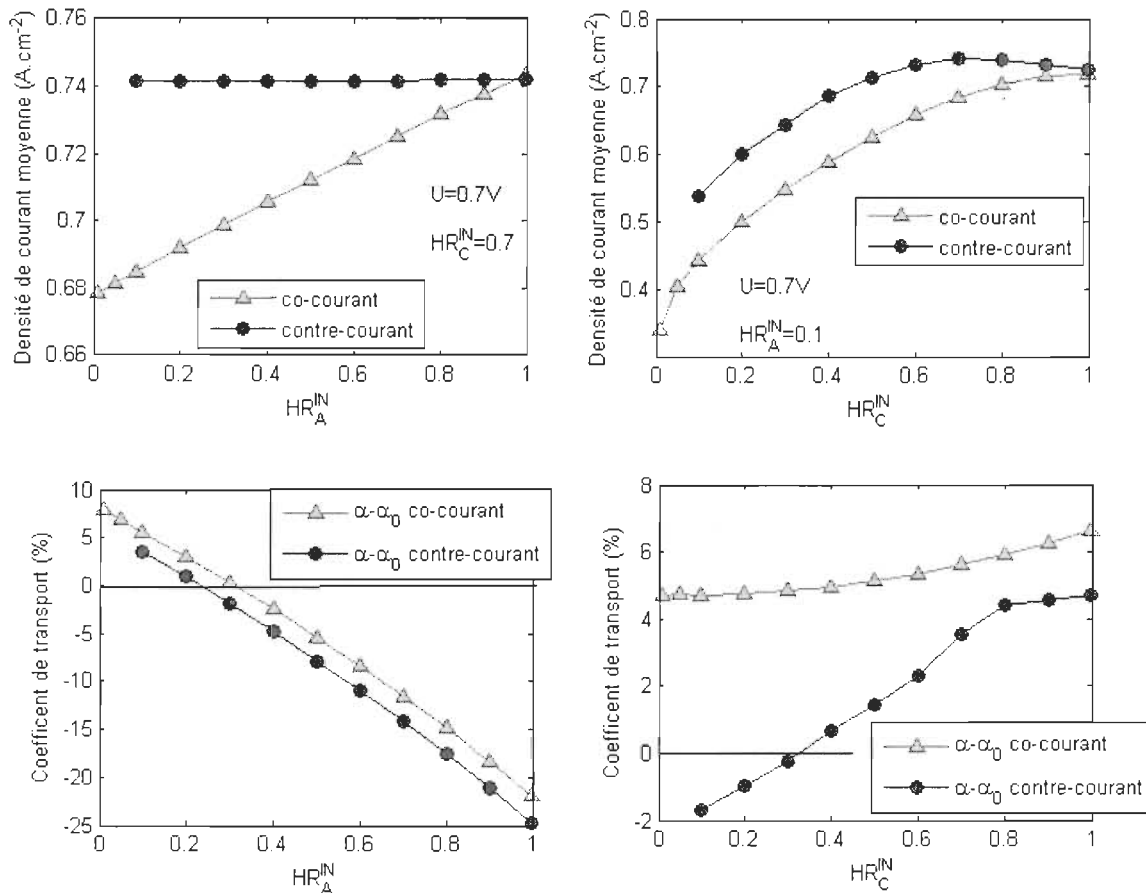 Densité de courant moyenne (A.cm-2)
0.76
0.74
0.72
0.7
0.68
0.66
0
0.2
0.4
0.6
0.8
1
U=0.7V
HR_C^IN=0.7
co-courant
contre-courant
HR_A^IN
Densité de courant moyenne (A.cm-2)
0.8
0.7
0.6
0.5
0.4
0
0.2
0.4
0.6
0.8
1
co-courant
contre-courant
U=0.7V
HR_A^IN=0.1
HR_C^IN
Coefficent de transport (%)
10
5
0
-5
-10
-15
-20
-25
0
0.2
0.4
0.6
0.8
1
α-α0 co-courant
α-α0 contre-courant
HR_A^IN
Coefficent de transport (%)
8
6
4
2
0
-2
0
0.2
0.4
0.6
0.8
1
α-α0 co-courant
α-α0 contre-courant
HR_C^IN